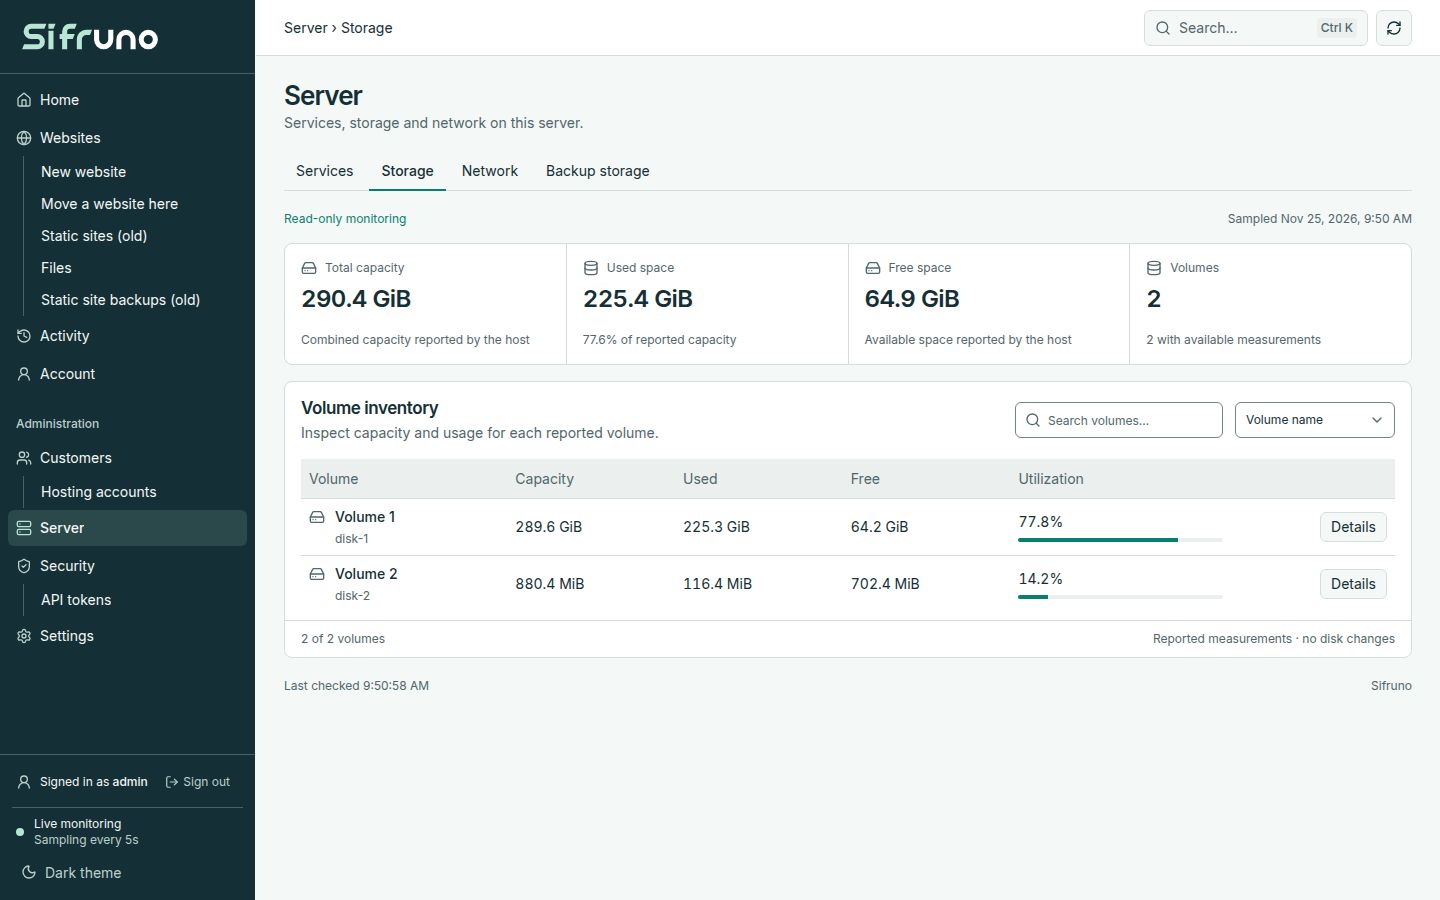 Sifruno
Home
Websites
New website
Move a website here
Static sites (old)
Files
Static site backups (old)
Activity
Account
Administration
Customers
Hosting accounts
Server
Security
API tokens
Settings
Signed in as admin
Sign out
Live monitoring
Sampling every 5s
Dark theme
Server › Storage
Search...
Ctrl K
Server
Services, storage and network on this server.
Services
Storage
Network
Backup storage
Read-only monitoring
Sampled Nov 25, 2026, 9:50 AM
Total capacity
290.4 GiB
Combined capacity reported by the host
Used space
225.4 GiB
77.6% of reported capacity
Free space
64.9 GiB
Available space reported by the host
Volumes
2
2 with available measurements
Volume inventory
Inspect capacity and usage for each reported volume.
Search volumes...
Volume name
Volume Capacity Used Free Utilization
Volume 1
disk-1
289.6 GiB 225.3 GiB 64.2 GiB 77.8% Details
Volume 2
disk-2
880.4 MiB 116.4 MiB 702.4 MiB 14.2% Details
2 of 2 volumes
Reported measurements · no disk changes
Last checked 9:50:58 AM
Sifruno